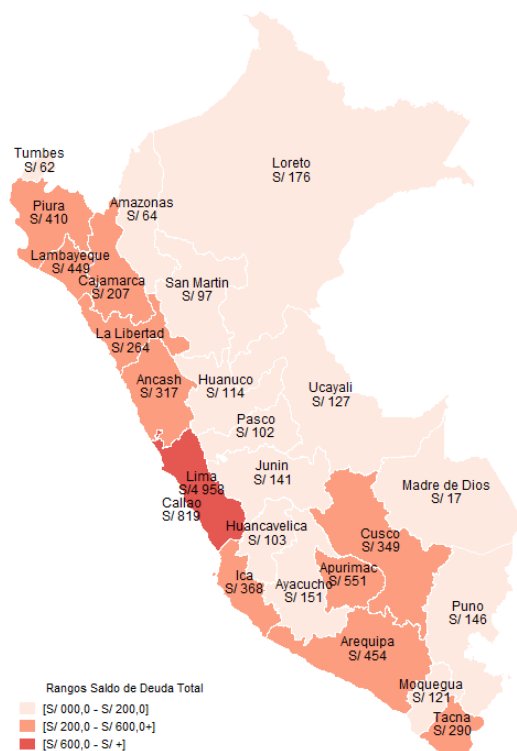 Tumbes
S/ 62
Loreto
S/ 176
Piura
S/ 410
Amazonas
S/ 64
Lambayeque
S/ 449
Cajamarca
S/ 207
San Martin
S/ 97
La Libertad
S/ 264
Ancash
S/ 317
Huanuco
S/ 114
Ucayali
S/ 127
Pasco
S/ 102
Junin
S/ 141
Lima
S/4 958
Callao
S/ 819
Madre de Dios
S/ 17
Huancavelica
S/ 103
Cusco
S/ 349
Ica
S/ 368
Apurimac
S/ 551
Ayacucho
S/ 151
Puno
S/ 146
Arequipa
S/ 454
Moquegua
S/ 121
Tacna
S/ 290
Rangos Saldo de Deuda Total
[S/ 000,0 - S/ 200,0]
[S/ 200,0 - S/ 600,0+]
[S/ 600,0 - S/ +]